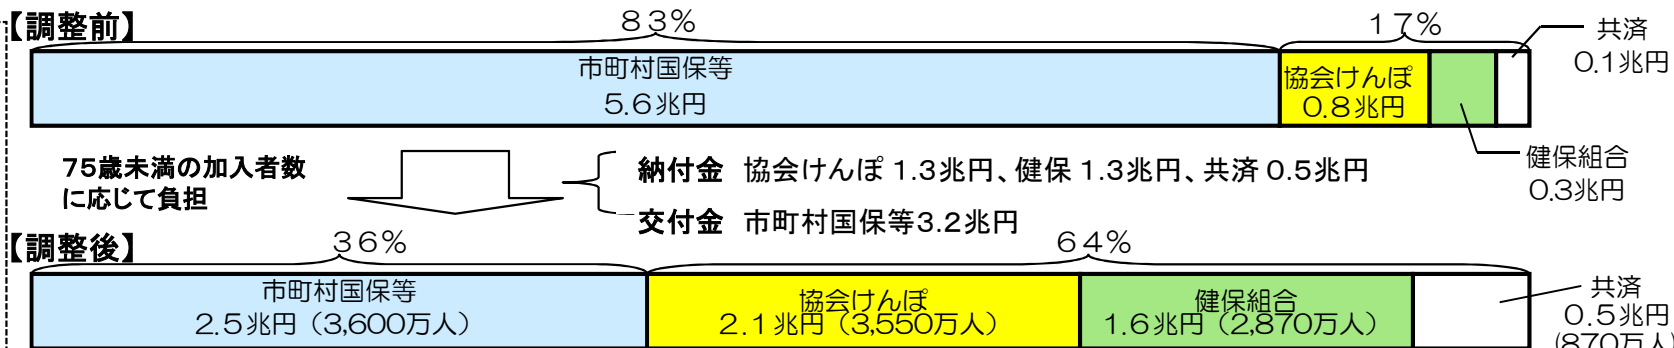 【調整前】
83%
17%
共済
0.1兆円
市町村国保等
5.6兆円
協会けんぽ
0.8兆円
健保組合
0.3兆円
75歳未満の加入者数
に応じて負担
納付金 協会けんぽ 1.3兆円、健保 1.3兆円、共済 0.5兆円
交付金 市町村国保等3.2兆円
【調整後】
36%
64%
市町村国保等
2.5兆円（3,600万人）
協会けんぽ
2.1兆円（3,550万人）
健保組合
1.6兆円（2,870万人）
共済
0.5兆円
(870万人)